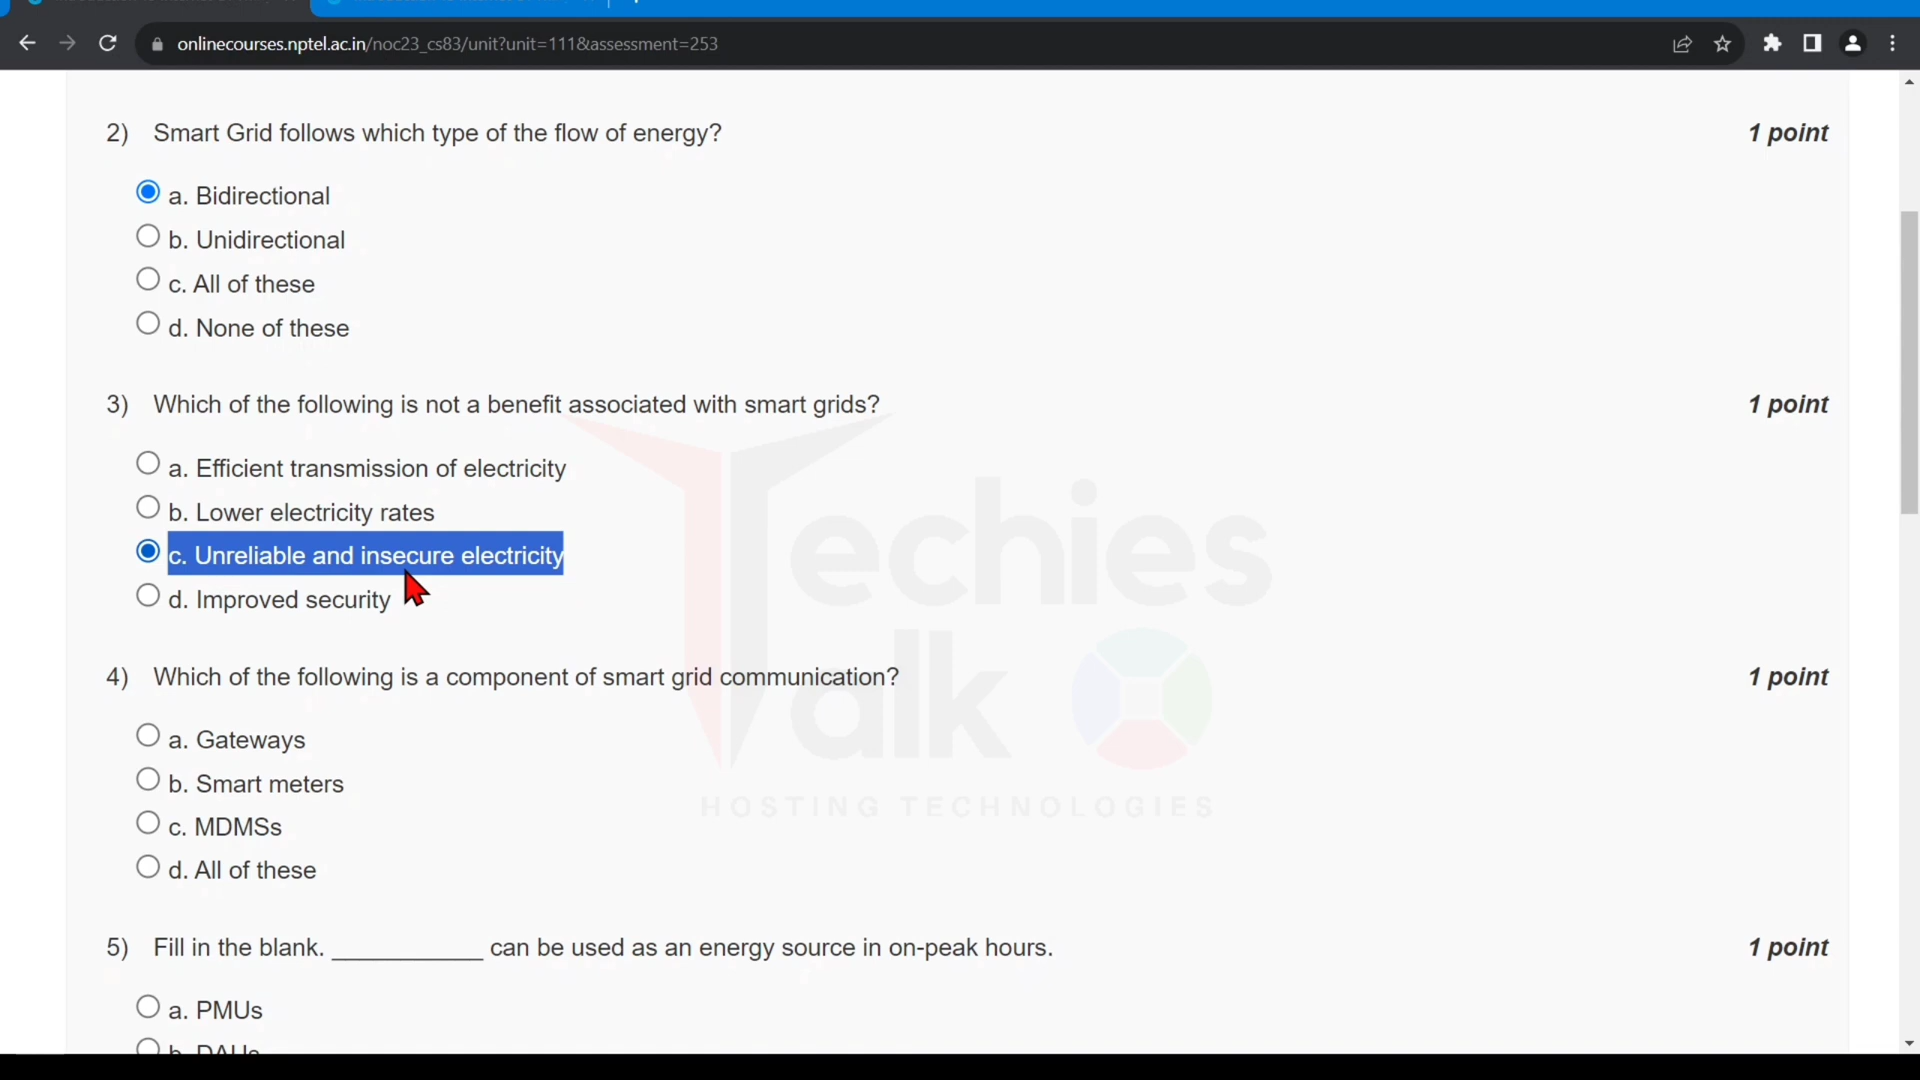 onlinecourses.nptel.ac.in/noc23_cs83/unit?unit=111&assessment=253
2) Smart Grid follows which type of the flow of energy? 1 point
a. Bidirectional
b. Unidirectional
c. All of these
d. None of these
3) Which of the following is not a benefit associated with smart grids? 1 point
a. Efficient transmission of electricity
b. Lower electricity rates
c. Unreliable and insecure electricity
d. Improved security
Techies
Talk
HOSTING TECHNOLOGIES
4) Which of the following is a component of smart grid communication? 1 point
a. Gateways
b. Smart meters
c. MDMSs
d. All of these
5) Fill in the blank. ___________ can be used as an energy source in on-peak hours. 1 point
a. PMUs